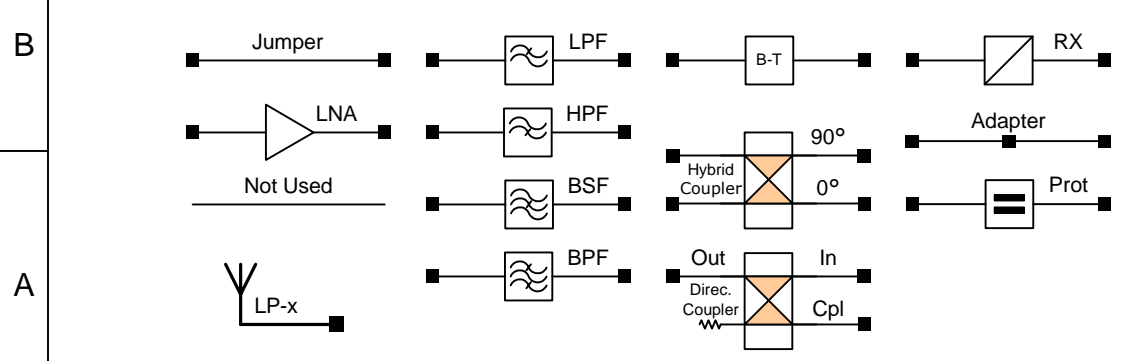 B
Jumper
LPF
B-T
RX
LNA
HPF
90°
Adapter
Hybrid
Coupler
0°
Not Used
BSF
Prot
BPF
Out
In
A
LP-x
Direc.
Coupler
Cpl